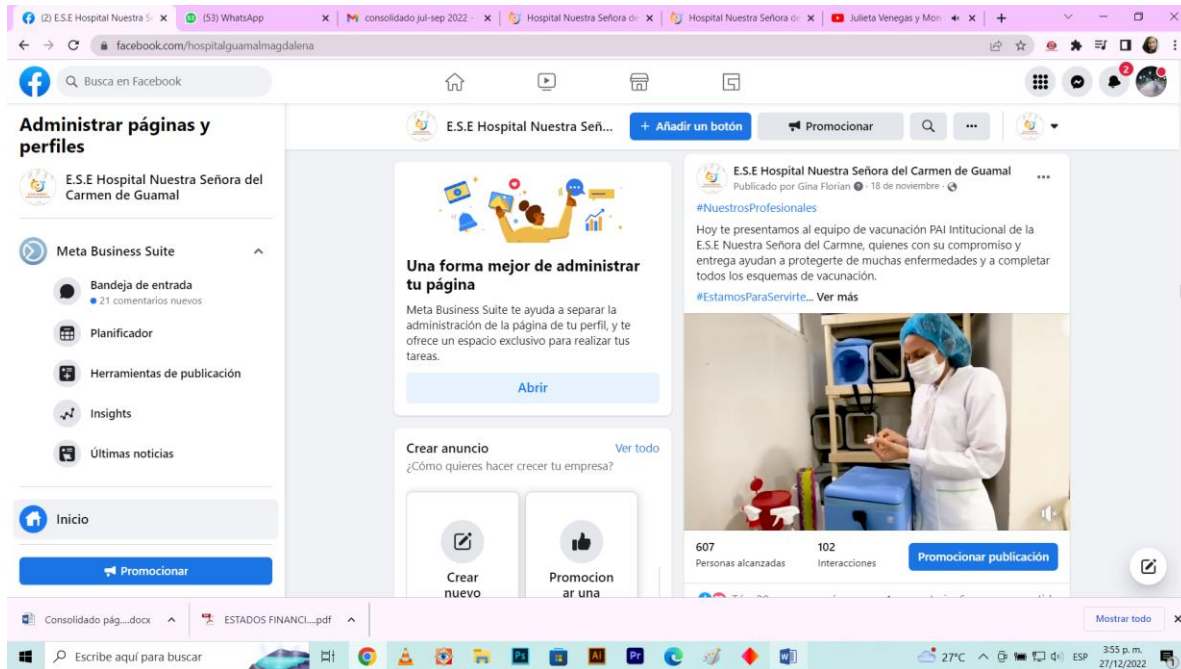 (2) E.S.E Hospital Nuestra S
(53) WhatsApp
consolidado jul-sep 2022 -
Hospital Nuestra Señora de
Hospital Nuestra Señora de
Julieta Venegas y Mon
facebook.com/hospitalguamalmagdalena
Busca en Facebook
2
Administrar páginas y
perfiles
E.S.E Hospital Nuestra Señ...
+ Añadir un botón
Promocionar
E.S.E Hospital Nuestra Señora del
Carmen de Guamal
Meta Business Suite
Bandeja de entrada
21 comentarios nuevos
Planificador
Herramientas de publicación
Insights
Últimas noticias
Inicio
Promocionar
Una forma mejor de administrar
tu página
Meta Business Suite te ayuda a separar la
administración de la página de tu perfil, y te
ofrece un espacio exclusivo para realizar tus
tareas.
Abrir
Crear anuncio
Ver todo
¿Cómo quieres hacer crecer tu empresa?
Crear
nuevo
Promocion
ar una
E.S.E Hospital Nuestra Señora del Carmen de Guamal
Publicado por Gina Florian · 18 de noviembre ·
#NuestrosProfesionales
Hoy te presentamos al equipo de vacunación PAI Intitucional de la
E.S.E Nuestra Señora del Carmne, quienes con su compromiso y
entrega ayudan a protegerte de muchas enfermedades y a completar
todos los esquemas de vacunación.
#EstamosParaServirte... Ver más
607
Personas alcanzadas
102
Interacciones
Promocionar publicación
Consolidado pág....docx
ESTADOS FINANCI....pdf
Mostrar todo
Escribe aquí para buscar
Ps
Ai
Pr
27°C
ESP
3:55 p. m.
27/12/2022